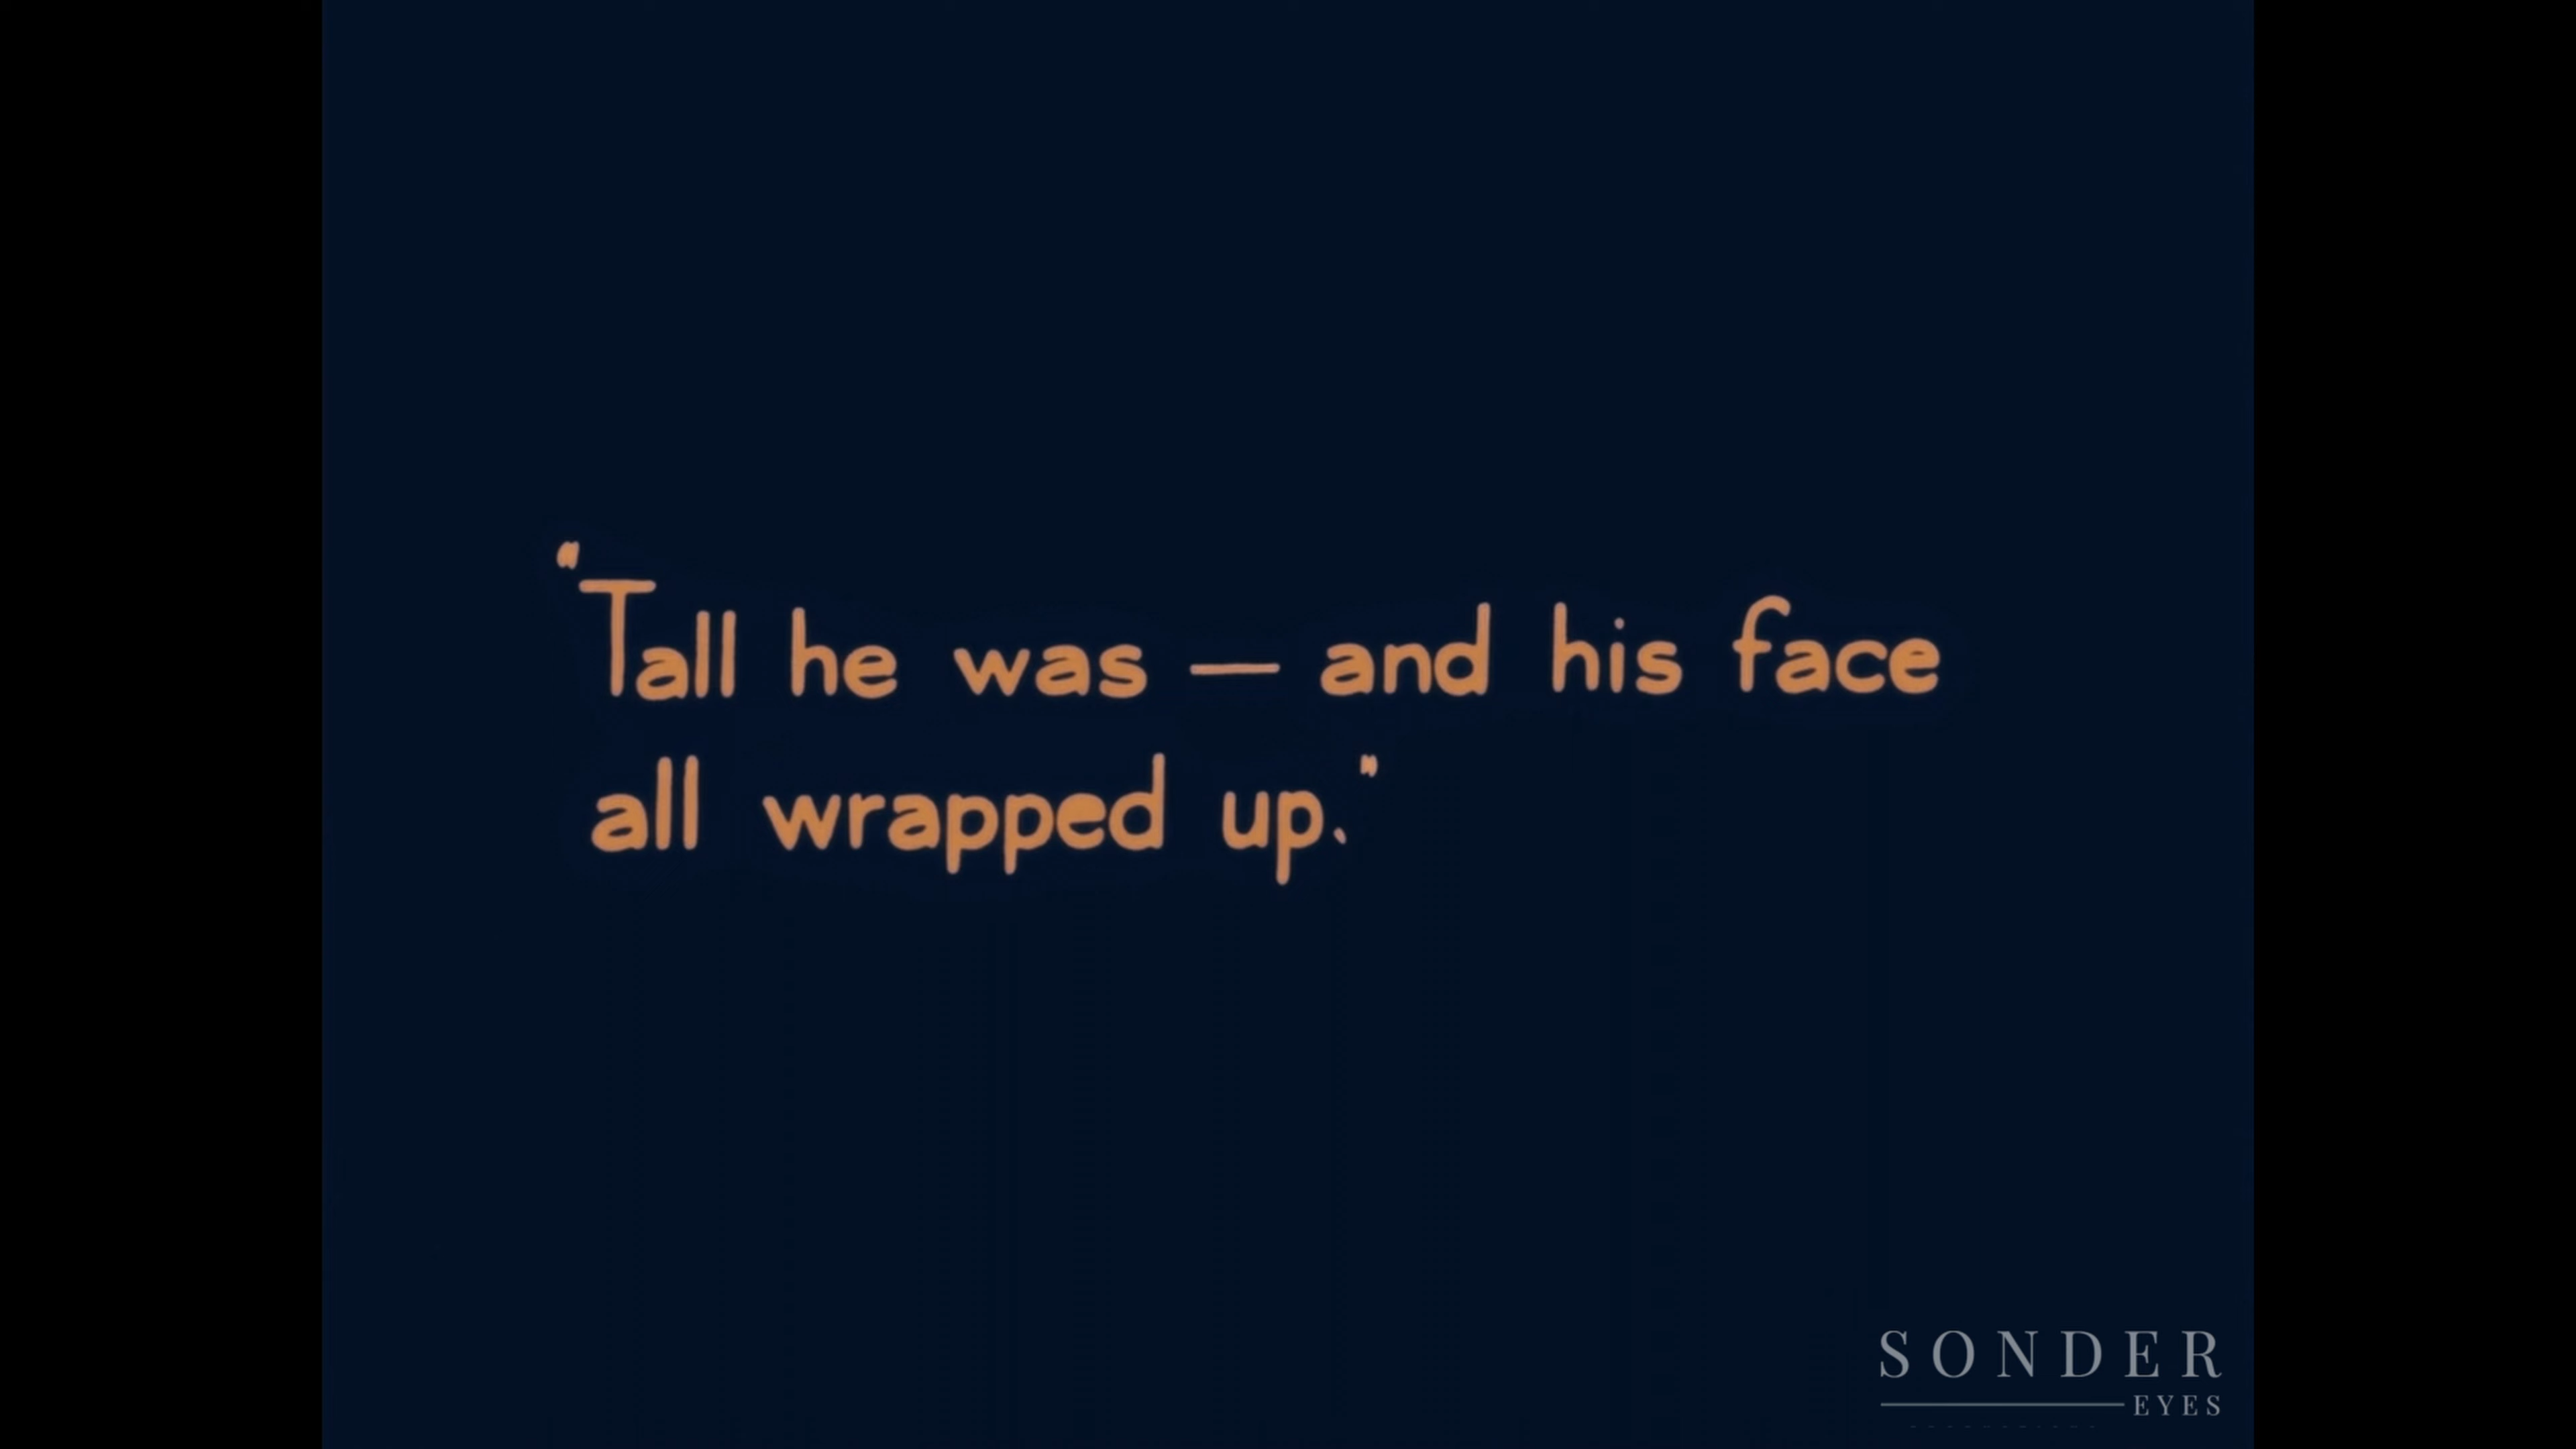 "Tall he was — and his face
all wrapped up."
SONDER
EYES